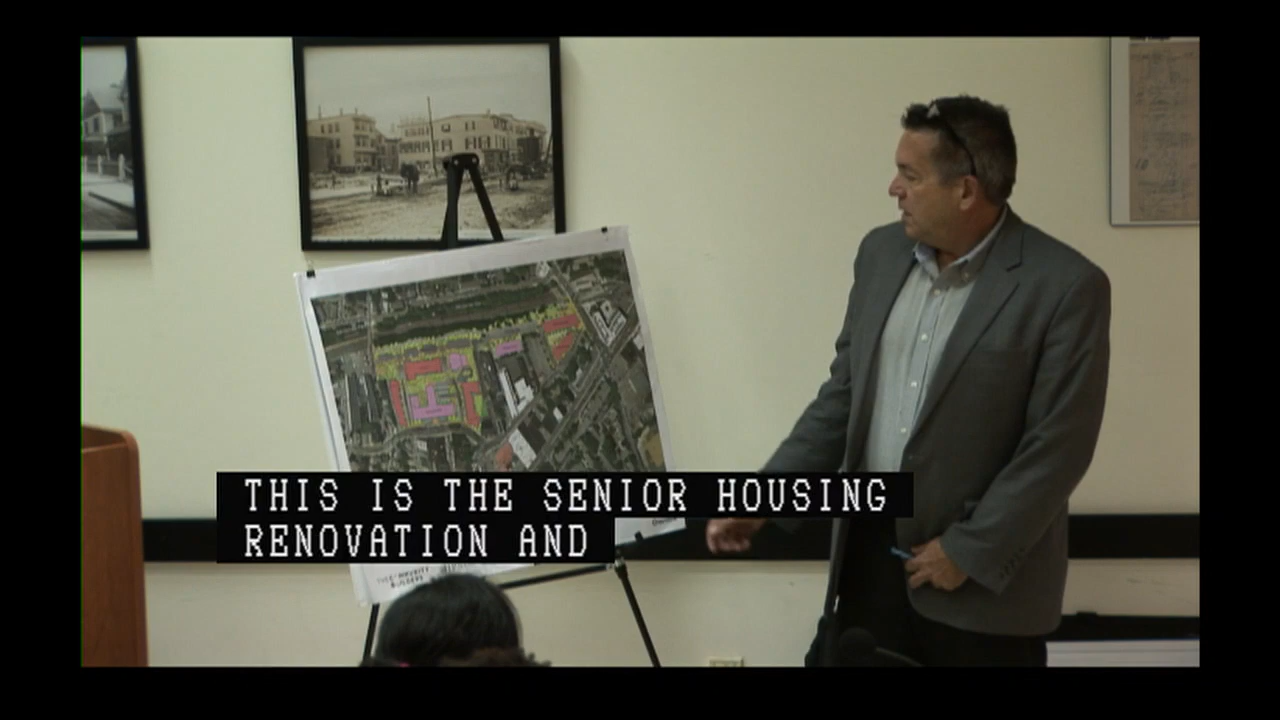 THIS IS THE SENIOR HOUSING
RENOVATION AND